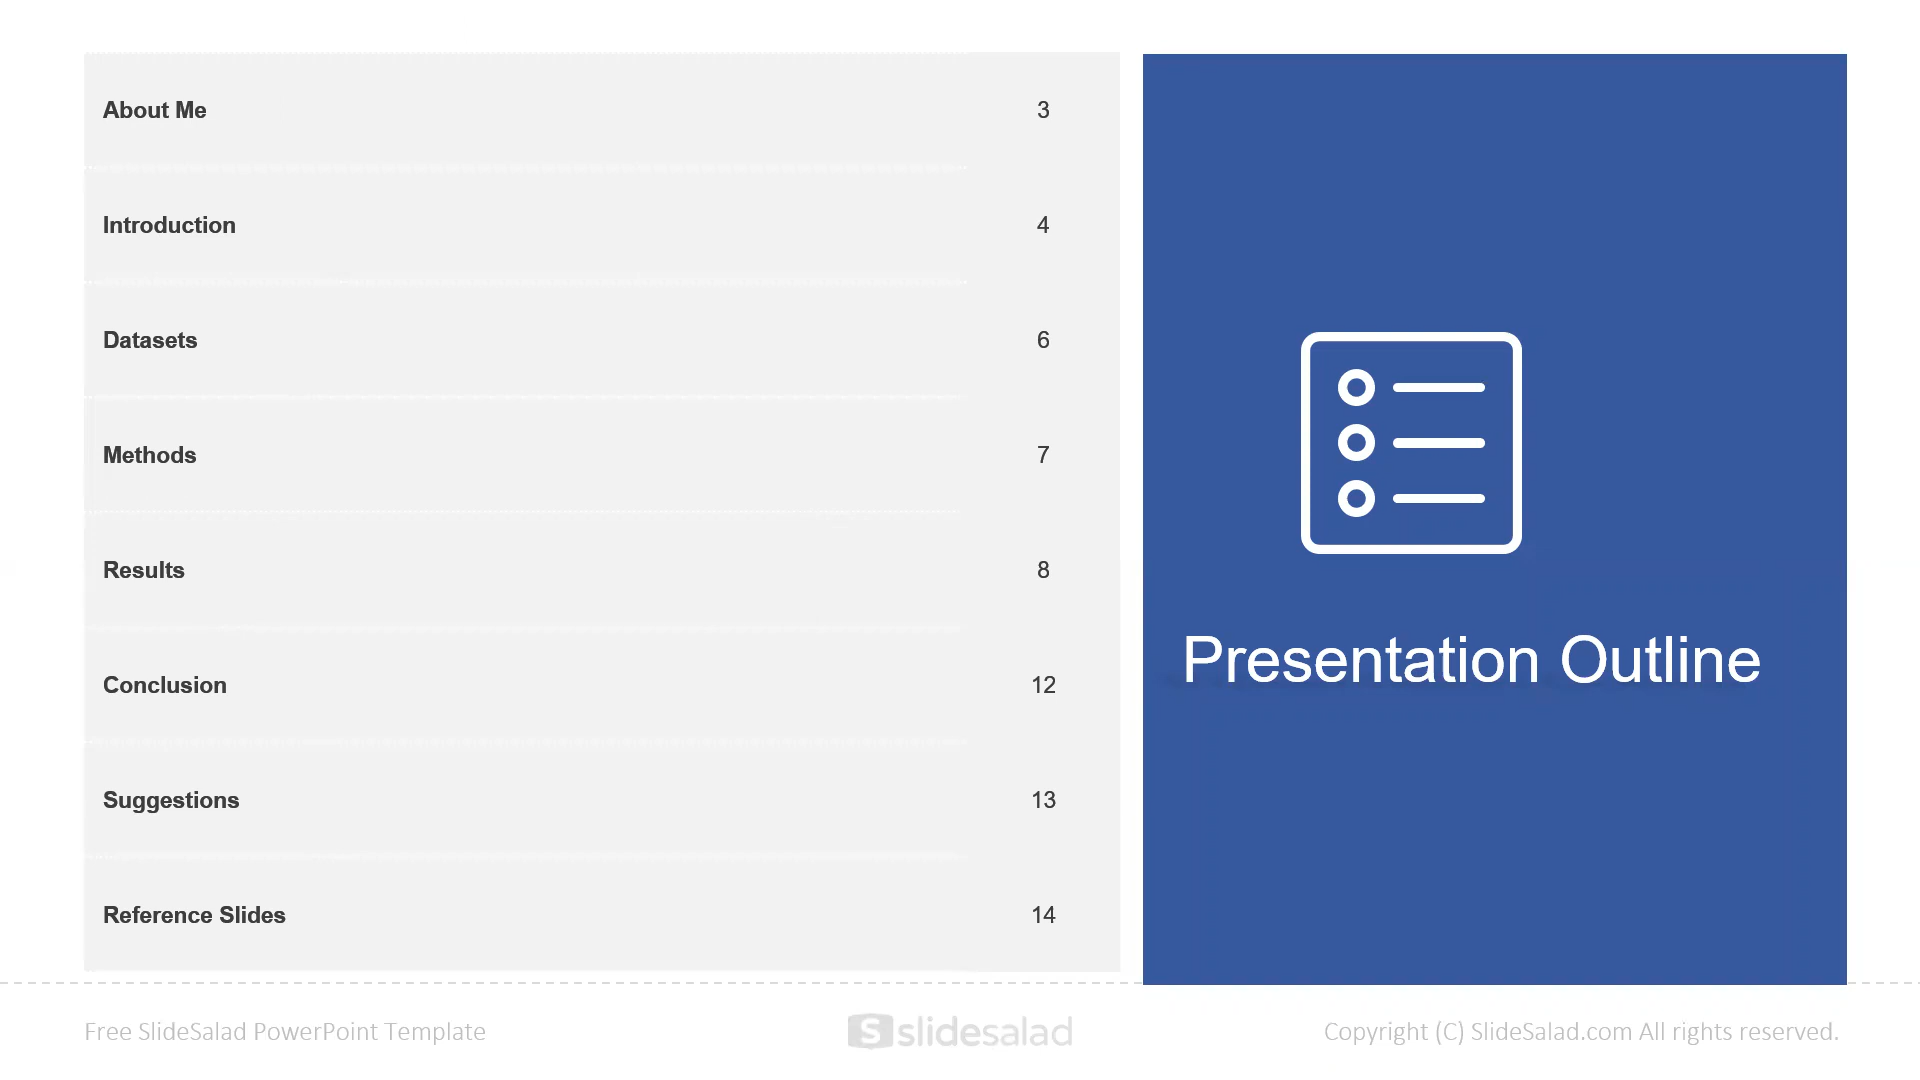 About Me 3
Introduction 4
Datasets 6
Methods 7
Results 8
Conclusion 12
Suggestions 13
Reference Slides 14
Presentation Outline
Free SlideSalad PowerPoint Template
S slidesalad
Copyright (C) SlideSalad.com All rights reserved.